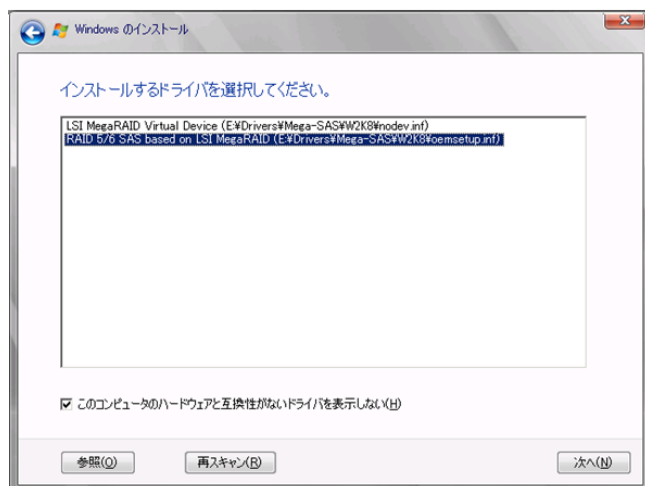 Windows のインストール
インストールするドライバを選択してください。
LSI MegaRAID Virtual Device (E:¥Drivers¥Mega-SAS¥W2K8¥nodev.inf)
RAID 5/6 SAS based on LSI MegaRAID (E:¥Drivers¥Mega-SAS¥W2K8¥oemsetup.inf)
このコンピュータのハードウェアと互換性がないドライバを表示しない(H)
参照(O) 再スキャン(R) 次へ(N)